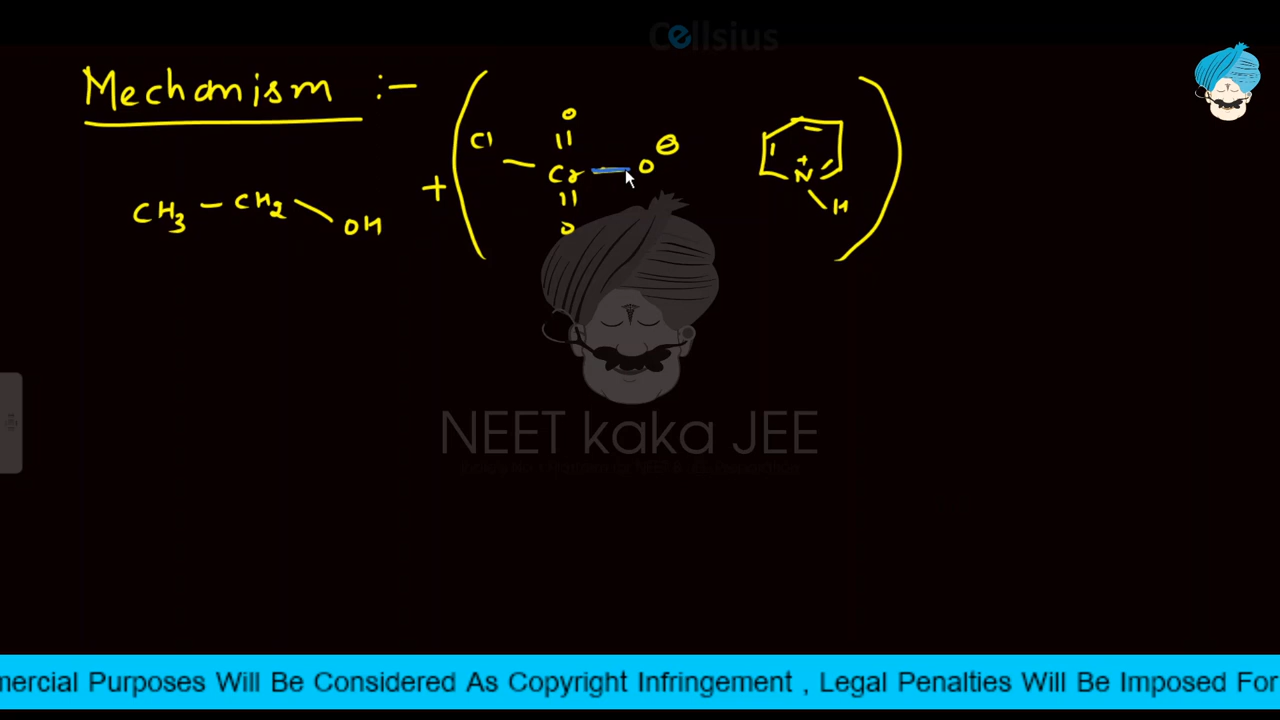 Cellsius
Mechanism :-
CH3 - CH2 OH + ( Cl Cr O O O ⊖ N + H )
NEET kaka JEE
mercial Purposes Will Be Considered As Copyright Infringement , Legal Penalties Will Be Imposed For